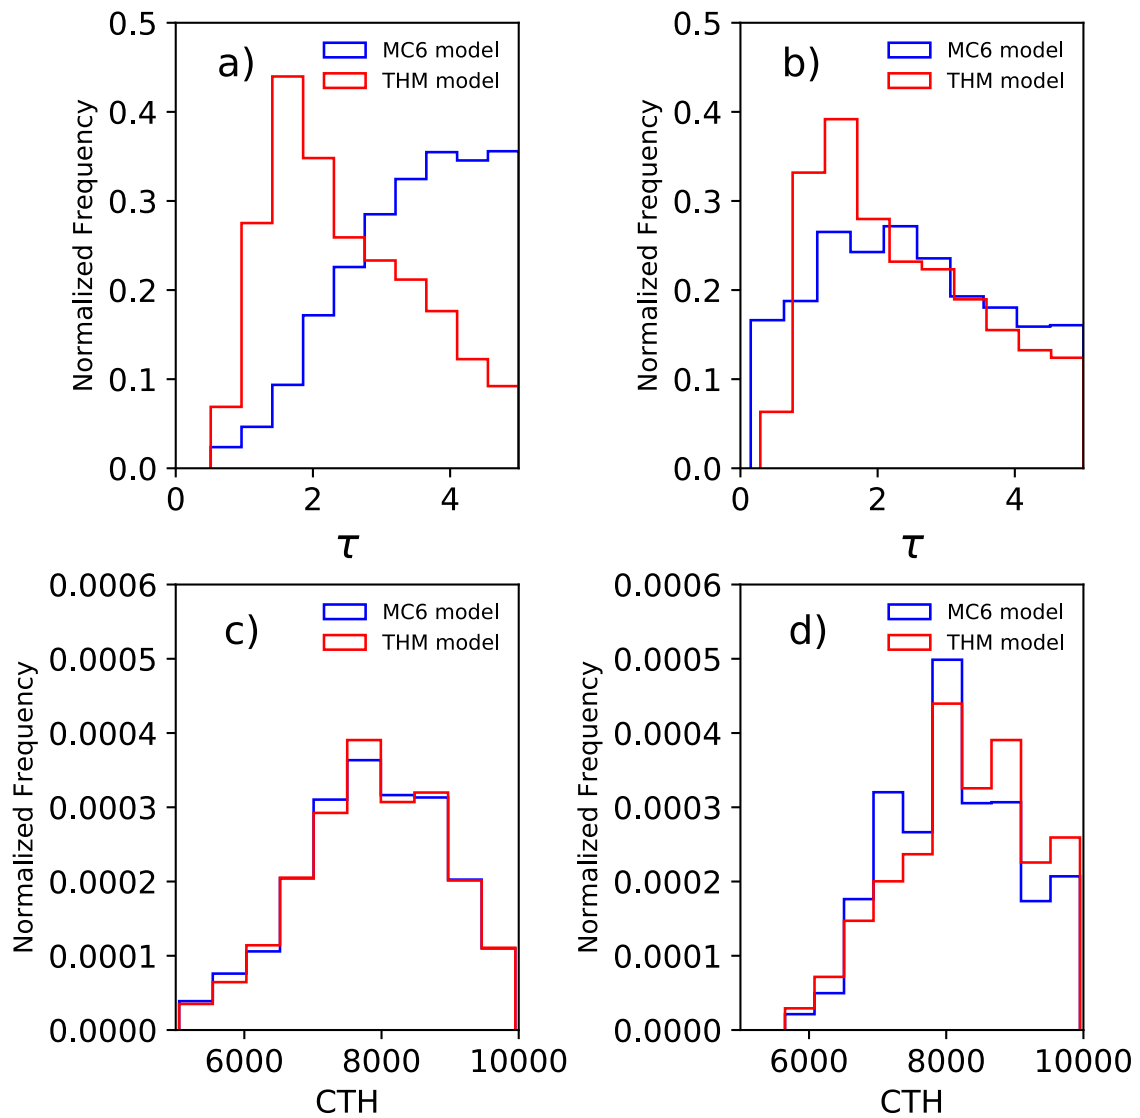 a)
MC6 model
THM model
Normalized Frequency
0.5
0.4
0.3
0.2
0.1
0.0
0 2 4
τ
b)
MC6 model
THM model
Normalized Frequency
0.5
0.4
0.3
0.2
0.1
0.0
0 2 4
τ
c)
MC6 model
THM model
Normalized Frequency
0.0006
0.0005
0.0004
0.0003
0.0002
0.0001
0.0000
6000 8000 10000
CTH
d)
MC6 model
THM model
Normalized Frequency
0.0006
0.0005
0.0004
0.0003
0.0002
0.0001
0.0000
6000 8000 10000
CTH